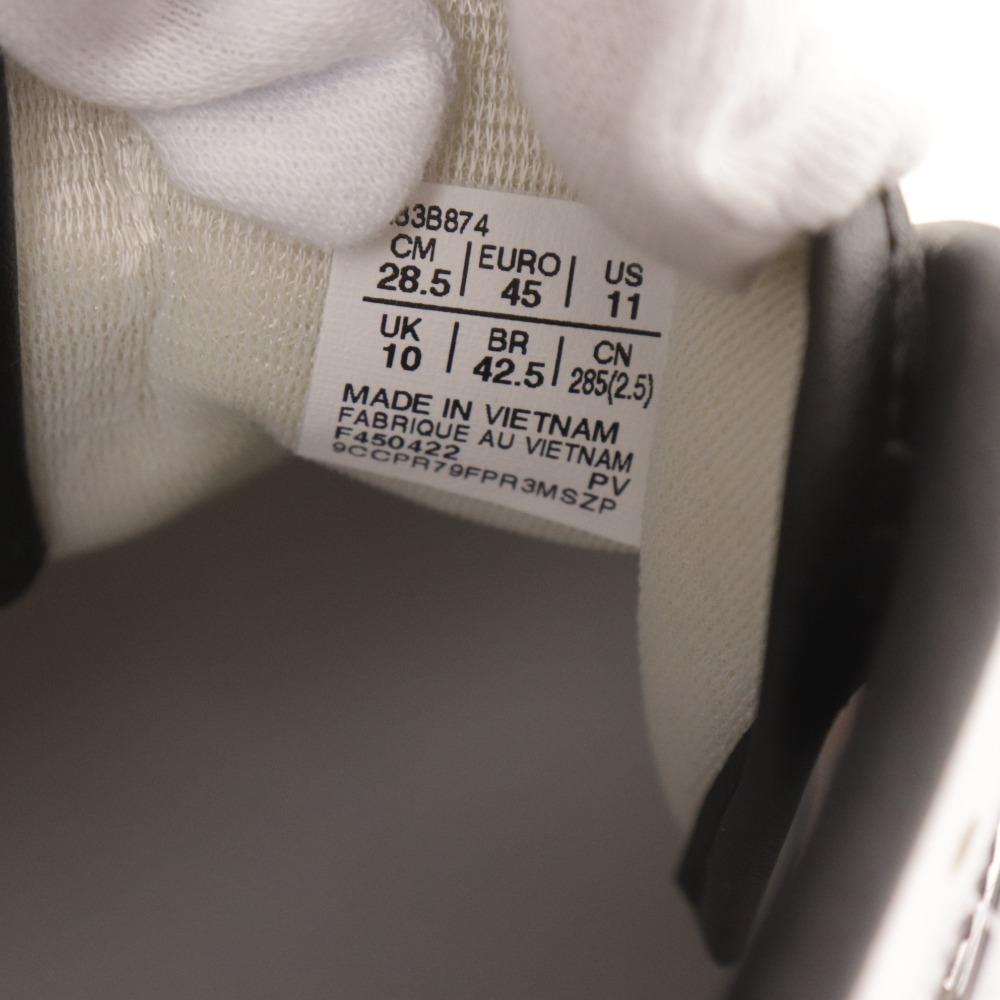 .83B874
CM | EURO | US
28.5 | 45 | 11
UK | BR | CN
10 | 42.5 | 285(2.5)
MADE IN VIETNAM
FABRIQUE AU VIETNAM
F450422 PV
9CCPR79FPR3MSZP